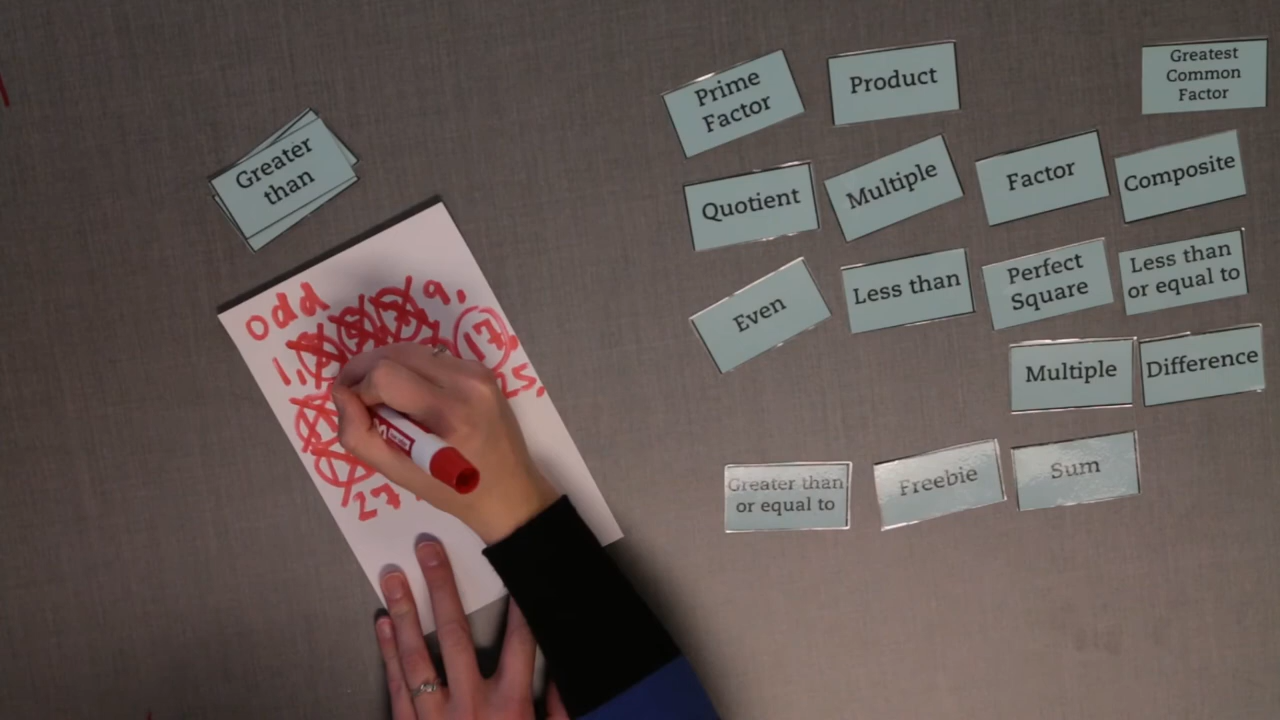 Greater
than
odd
1,
9,
17,
25,
27
Prime
Factor
Product
Greatest
Common
Factor
Quotient
Multiple
Factor
Composite
Even
Less than
Perfect
Square
Less than
or equal to
Multiple
Difference
Greater than
or equal to
Freebie
Sum